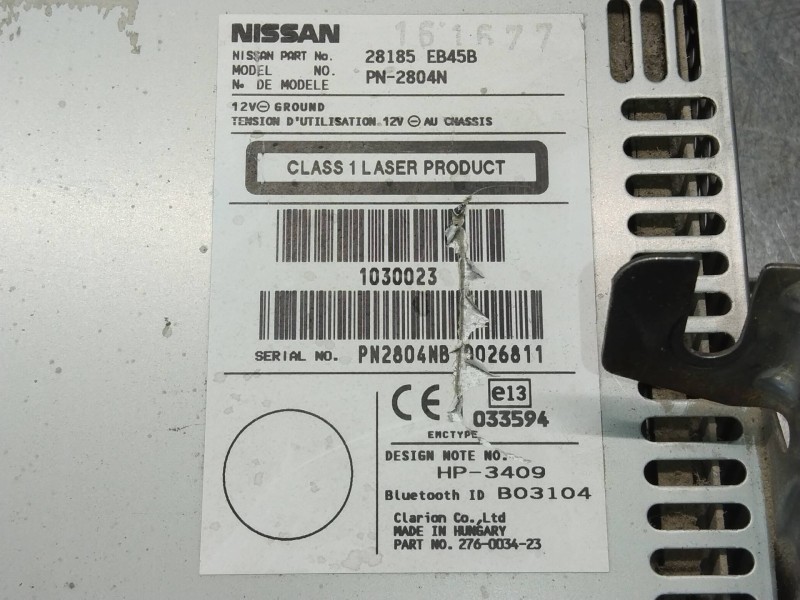 NISSAN
161677
NISSAN PART No. 28185 EB45B
MODEL NO. PN-2804N
No DE MODELE
12V⊖ GROUND
TENSION D'UTILISATION 12V ⊖ AU CHASSIS
CLASS 1 LASER PRODUCT
1030023
SERIAL NO. PN2804NB 0026811
CE e13
033594
EMCTYPE
DESIGN NOTE NO.
HP-3409
Bluetooth ID B03104
Clarion Co.,Ltd
MADE IN HUNGARY
PART NO. 276-0034-23